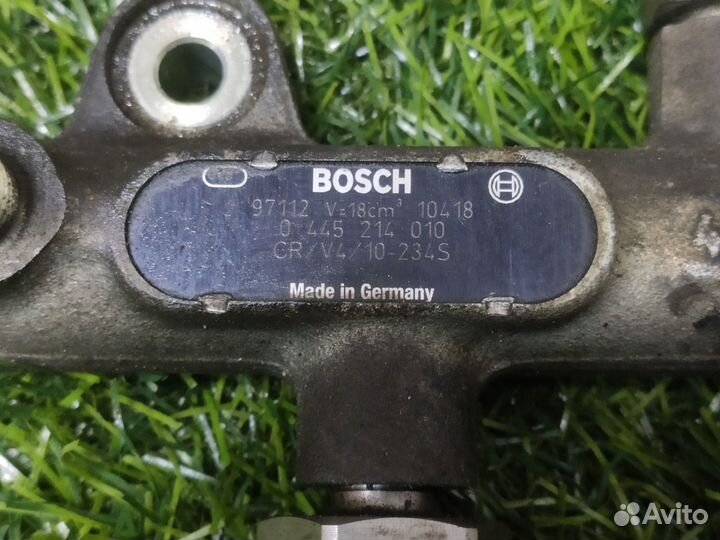 BOSCH
97112 V=18cm³ 10418
0 445 214 010
CR/V4/10-234S
Made in Germany
Avito